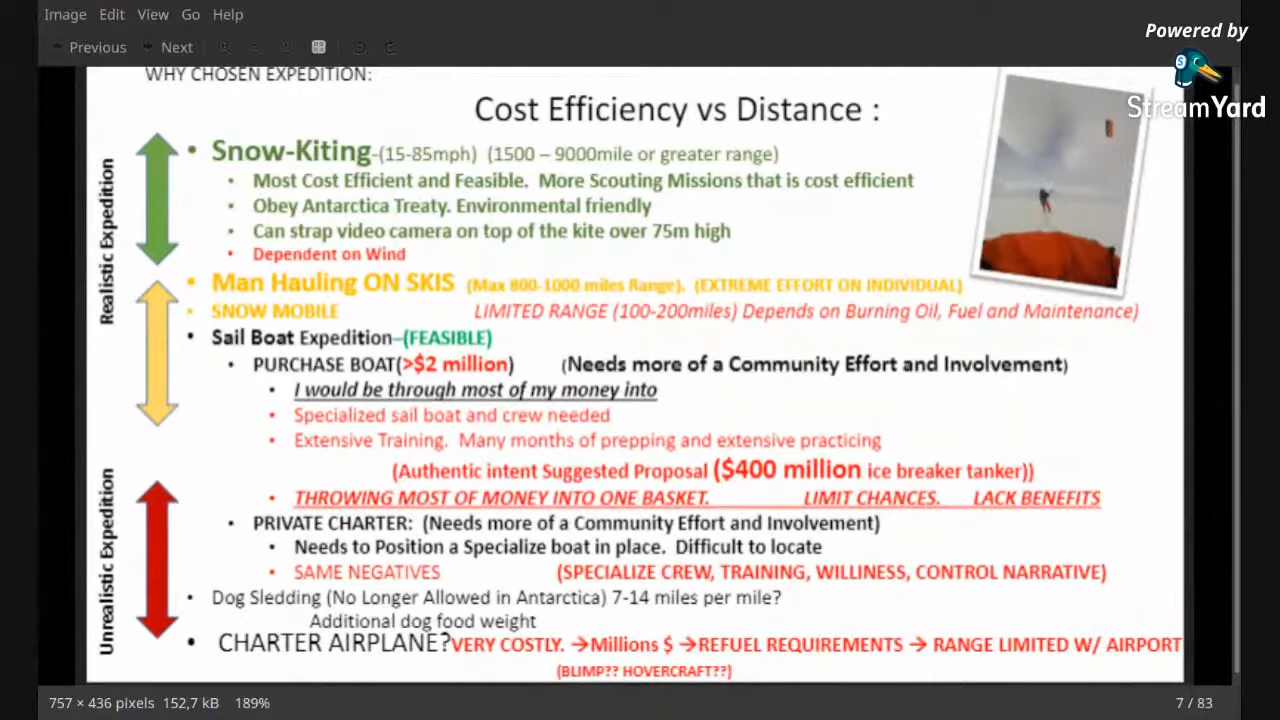 Image Edit View Go Help
Powered by
Previous Next
StreamYard
WHY CHOSEN EXPEDITION:
Cost Efficiency vs Distance :
Realistic Expedition
• Snow-Kiting-(15-85mph) (1500 – 9000mile or greater range)
• Most Cost Efficient and Feasible. More Scouting Missions that is cost efficient
• Obey Antarctica Treaty. Environmental friendly
• Can strap video camera on top of the kite over 75m high
• Dependent on Wind
• Man Hauling ON SKIS (Max 800-1000 miles Range). (EXTREME EFFORT ON INDIVIDUAL)
• SNOW MOBILE LIMITED RANGE (100-200miles) Depends on Burning Oil, Fuel and Maintenance)
• Sail Boat Expedition–(FEASIBLE)
• PURCHASE BOAT(>$2 million) (Needs more of a Community Effort and Involvement)
• I would be through most of my money into
• Specialized sail boat and crew needed
• Extensive Training. Many months of prepping and extensive practicing
(Authentic intent Suggested Proposal ($400 million ice breaker tanker))
• THROWING MOST OF MONEY INTO ONE BASKET. LIMIT CHANCES. LACK BENEFITS
Unrealistic Expedition
• PRIVATE CHARTER: (Needs more of a Community Effort and Involvement)
• Needs to Position a Specialize boat in place. Difficult to locate
• SAME NEGATIVES (SPECIALIZE CREW, TRAINING, WILLINESS, CONTROL NARRATIVE)
• Dog Sledding (No Longer Allowed in Antarctica) 7-14 miles per mile?
Additional dog food weight
• CHARTER AIRPLANE?VERY COSTLY. →Millions $ →REFUEL REQUIREMENTS → RANGE LIMITED W/ AIRPORT
(BLIMP?? HOVERCRAFT??)
757 × 436 pixels 152,7 kB 189% 7 / 83